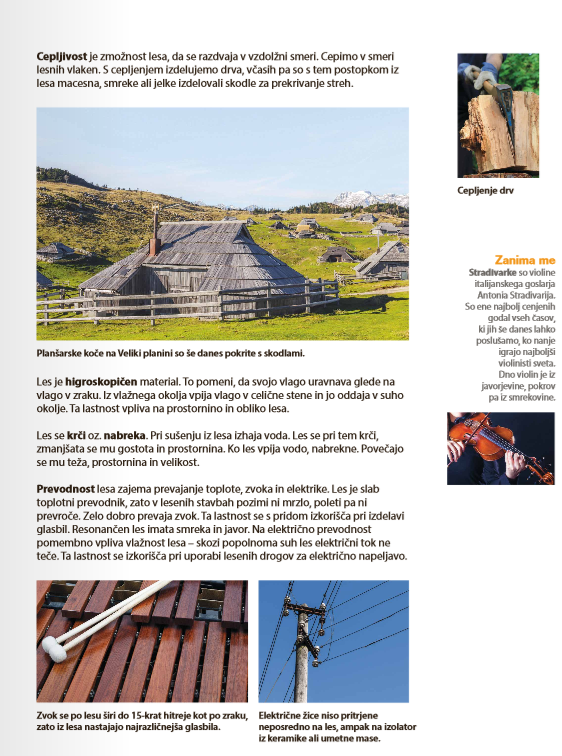 Cepljivost je zmožnost lesa, da se razdvaja v vzdolžni smeri. Cepimo v smeri
lesnih vlaken. S cepljenjem izdelujemo drva, včasih pa so s tem postopkom iz
lesa macesna, smreke ali jelke izdelovali skodle za prekrivanje streh.
Cepljenje drv
Planšarske koče na Veliki planini so še danes pokrite s skodlami.
Les je higroskopičen material. To pomeni, da svojo vlago uravnava glede na
vlago v zraku. Iz vlažnega okolja vpija vlago v celične stene in jo oddaja v suho
okolje. Ta lastnost vpliva na prostornino in obliko lesa.
Les se krči oz. nabreka. Pri sušenju iz lesa izhaja voda. Les se pri tem krči,
zmanjšata se mu gostota in prostornina. Ko les vpija vodo, nabrekne. Povečajo
se mu teža, prostornina in velikost.
Prevodnost lesa zajema prevajanje toplote, zvoka in elektrike. Les je slab
toplotni prevodnik, zato v lesenih stavbah pozimi ni mrzlo, poleti pa ni
prevroče. Zelo dobro prevaja zvok. Ta lastnost se s pridom izkorišča pri izdelavi
glasbil. Resonančen les imata smreka in javor. Na električno prevodnost
pomembno vpliva vlažnost lesa – skozi popolnoma suh les električni tok ne
teče. Ta lastnost se izkorišča pri uporabi lesenih drogov za električno napeljavo.
Zanima me
Stradivarke so violine
italijanskega goslarja
Antonia Stradivarija.
So ene najbolj cenjenih
godal vseh časov,
ki jih še danes lahko
poslušamo, ko nanje
igrajo najboljši
violinisti sveta.
Dno violin je iz
javorjevine, pokrov
pa iz smrekovine.
Zvok se po lesu širi do 15-krat hitreje kot po zraku,
zato iz lesa nastajajo najrazličnejša glasbila.
Električne žice niso pritrjene
neposredno na les, ampak na izolator
iz keramike ali umetne mase.